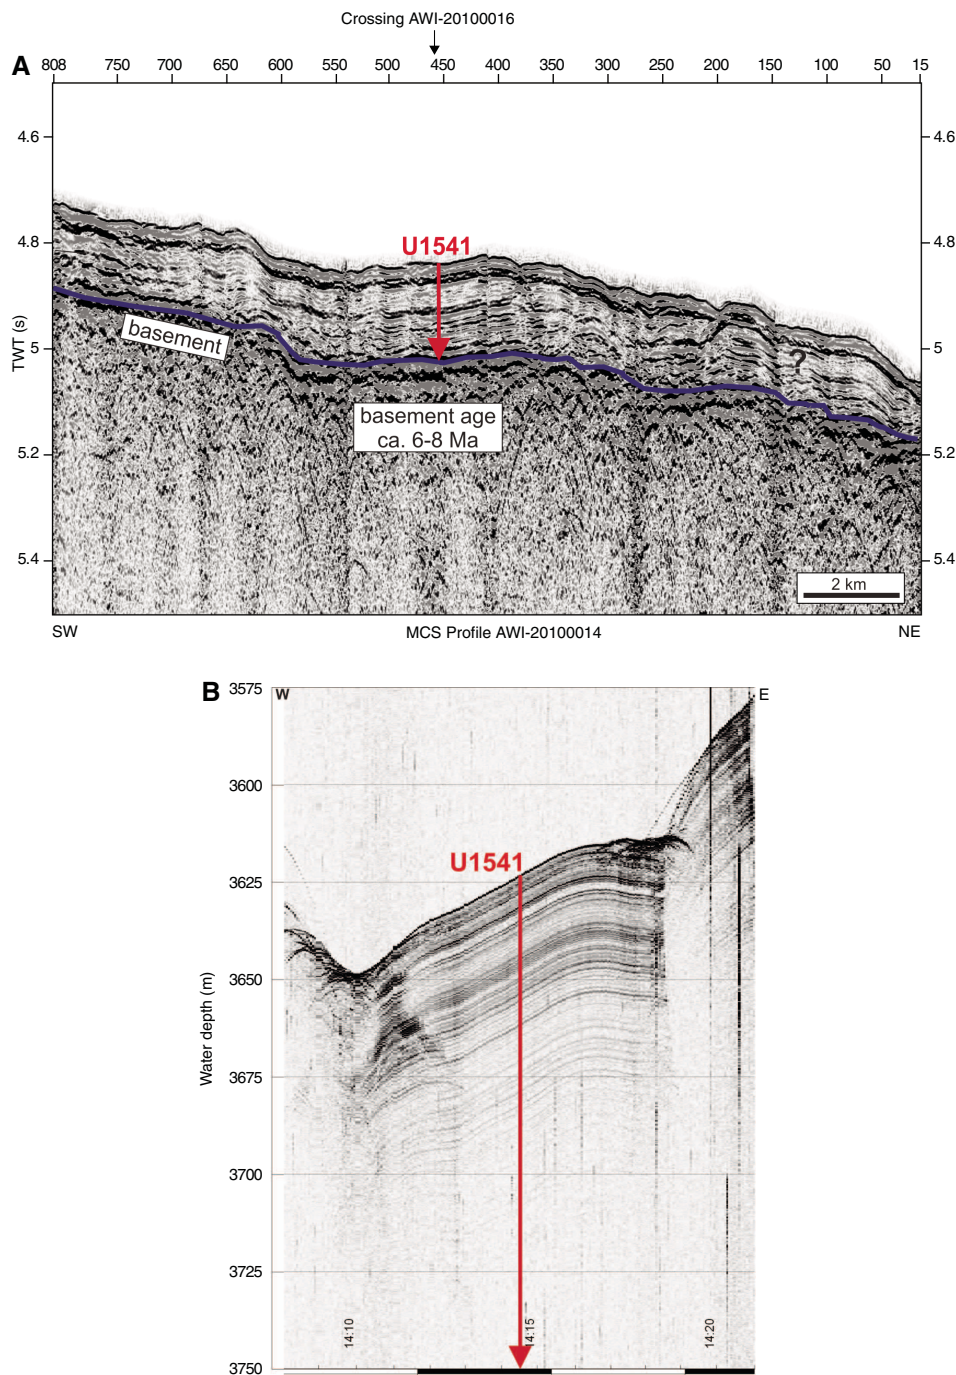 Crossing AWI-20100016
A
808 750 700 650 600 550 500 450 400 350 300 250 200 150 100 50 15
4.6 4.6
4.8 4.8
U1541
TWT (s)
5 5
basement
?
basement age
ca. 6-8 Ma
5.2 5.2
5.4 5.4
2 km
SW MCS Profile AWI-20100014 NE
B
3575 W E
3600
U1541
3625
3650
Water depth (m)
3675
3700
3725
14:10 14:15 14:20
3750